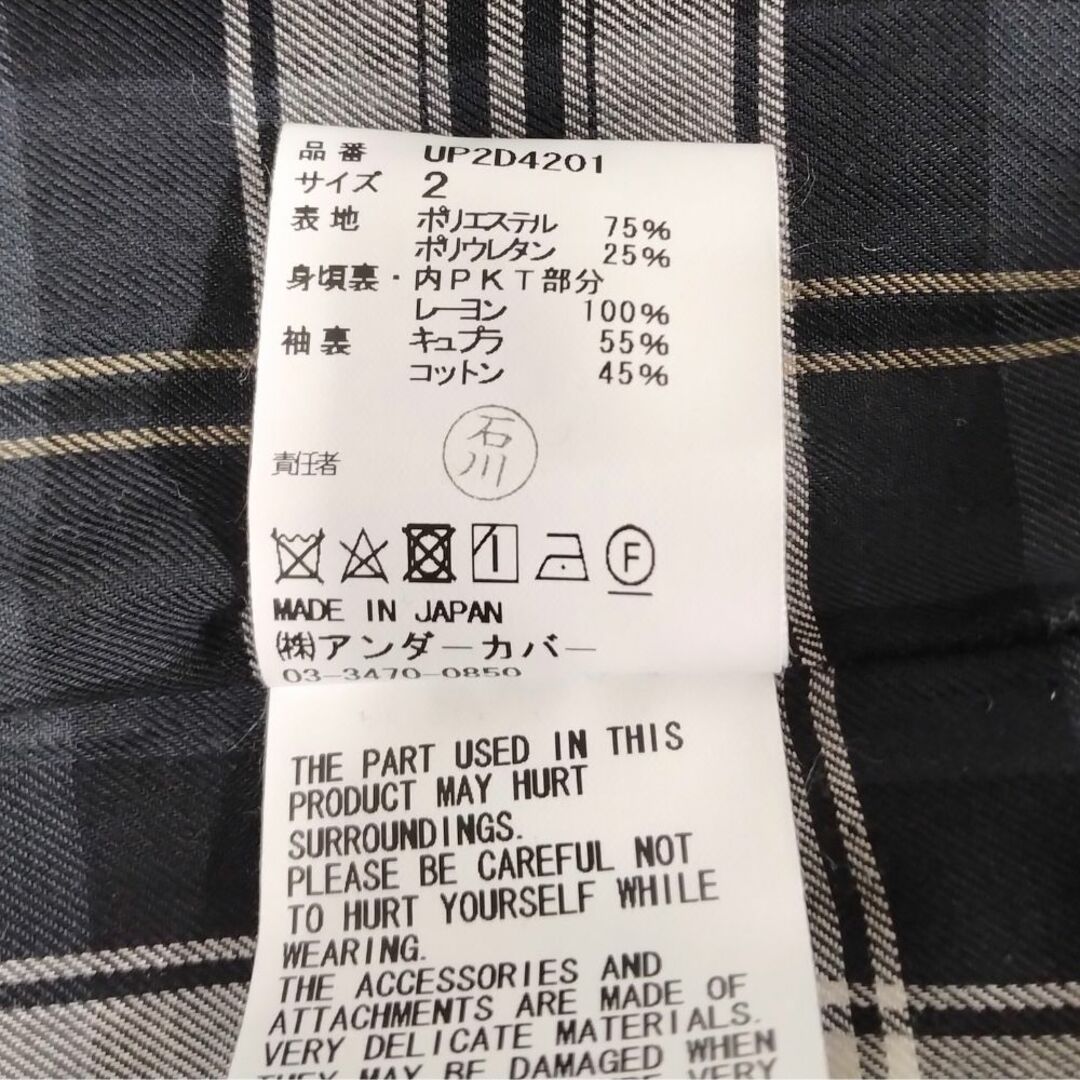 品番 UP2D4201
サイズ 2
表地 ポリエステル 75%
ポリウレタン 25%
身頃裏・内PKT部分
レーヨン 100%
袖裏 キュプラ 55%
コットン 45%
責任者 石川
F
MADE IN JAPAN
㈱アンダーカバー
03-3470-0850
THE PART USED IN THIS
PRODUCT MAY HURT
SURROUNDINGS.
PLEASE BE CAREFUL NOT
TO HURT YOURSELF WHILE
WEARING.
THE ACCESSORIES AND
ATTACHMENTS ARE MADE OF
VERY DELICATE MATERIALS.
THEY MAY BE DAMAGED WHEN
VERY